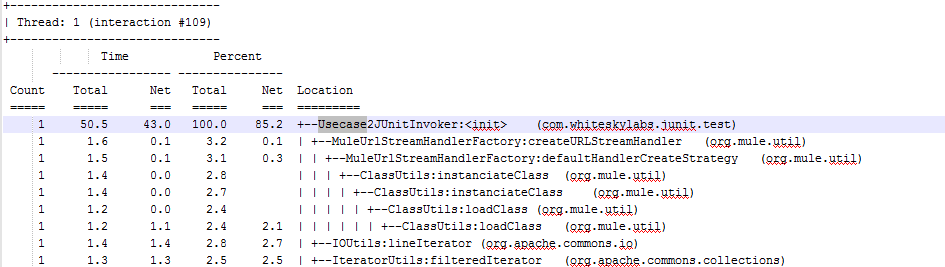 +------------------------------
| Thread: 1 (interaction #109)
+------------------------------
Time Percent
----------------- ---------------
Count Total Net Total Net Location
===== ===== === ===== === =========
1 50.5 43.0 100.0 85.2 +--Usecase2JUnitInvoker:<init> (com.whiteskylabs.junit.test)
1 1.6 0.1 3.2 0.1 | +--MuleUrlStreamHandlerFactory:createURLStreamHandler (org.mule.util)
1 1.5 0.1 3.1 0.3 | | +--MuleUrlStreamHandlerFactory:defaultHandlerCreateStrategy (org.mule.util)
1 1.4 0.0 2.8 | | | +--ClassUtils:instanciateClass (org.mule.util)
1 1.4 0.0 2.7 | | | | +--ClassUtils:instanciateClass (org.mule.util)
1 1.2 0.0 2.4 | | | | | +--ClassUtils:loadClass (org.mule.util)
1 1.2 1.1 2.4 2.1 | | | | | | +--ClassUtils:loadClass (org.mule.util)
1 1.4 1.4 2.8 2.7 | +--IOUtils:lineIterator (org.apache.commons.io)
1 1.3 1.3 2.5 2.5 | +--IteratorUtils:filteredIterator (org.apache.commons.collections)